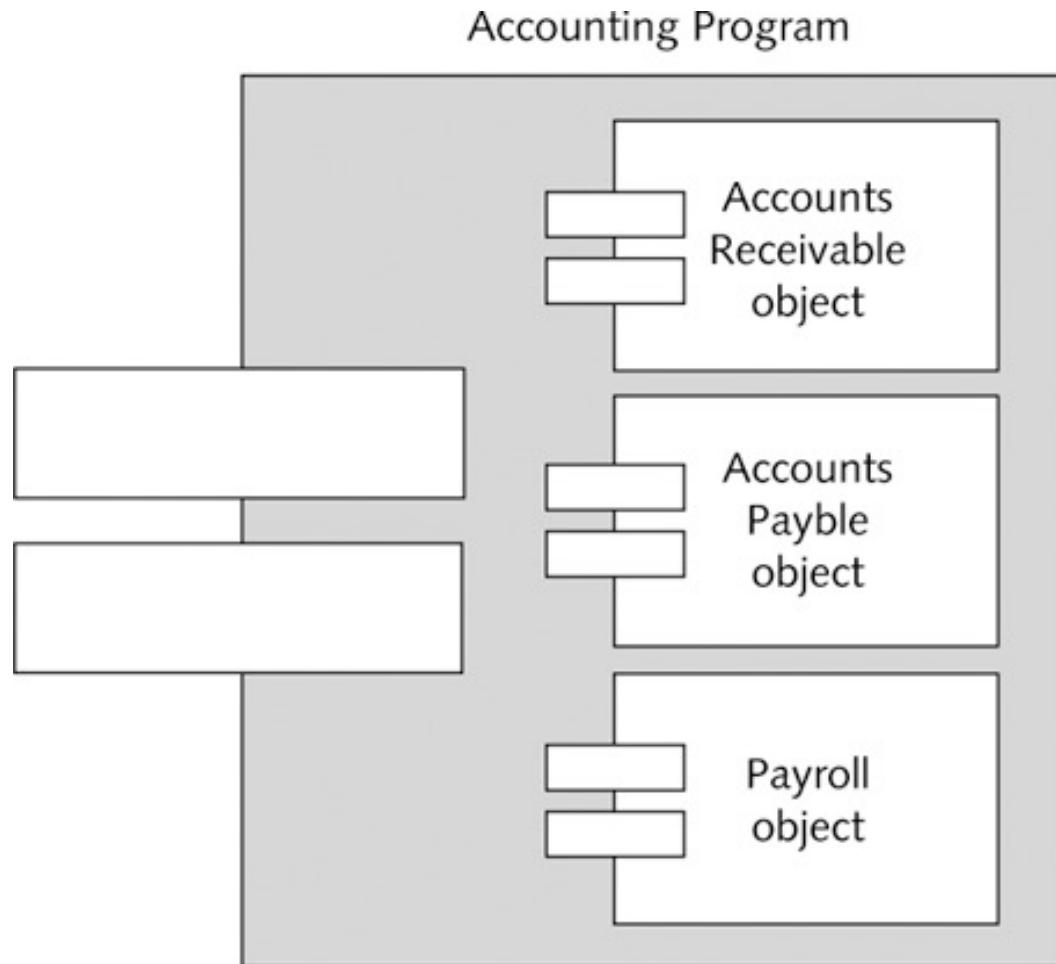 Accounting Program
Accounts
Receivable
object
Accounts
Payble
object
Payroll
object